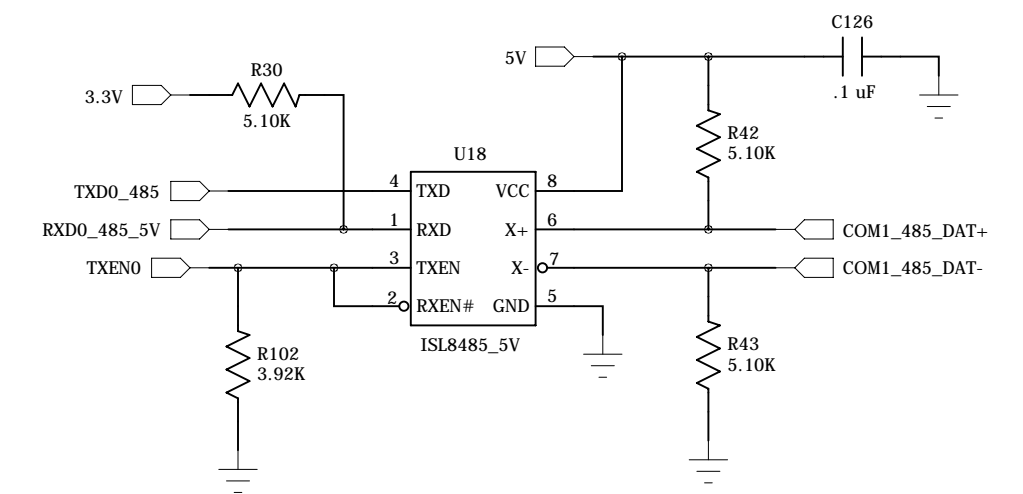 C126
5V
.1 uF
R30
3.3V
5.10K
R42
5.10K
U18
TXD0_485
4
TXD
VCC
8
RXD0_485_5V
1
RXD
X+
6
COM1_485_DAT+
TXEN0
3
TXEN
X-
7
COM1_485_DAT-
2
RXEN#
GND
5
ISL8485_5V
R102
3.92K
R43
5.10K